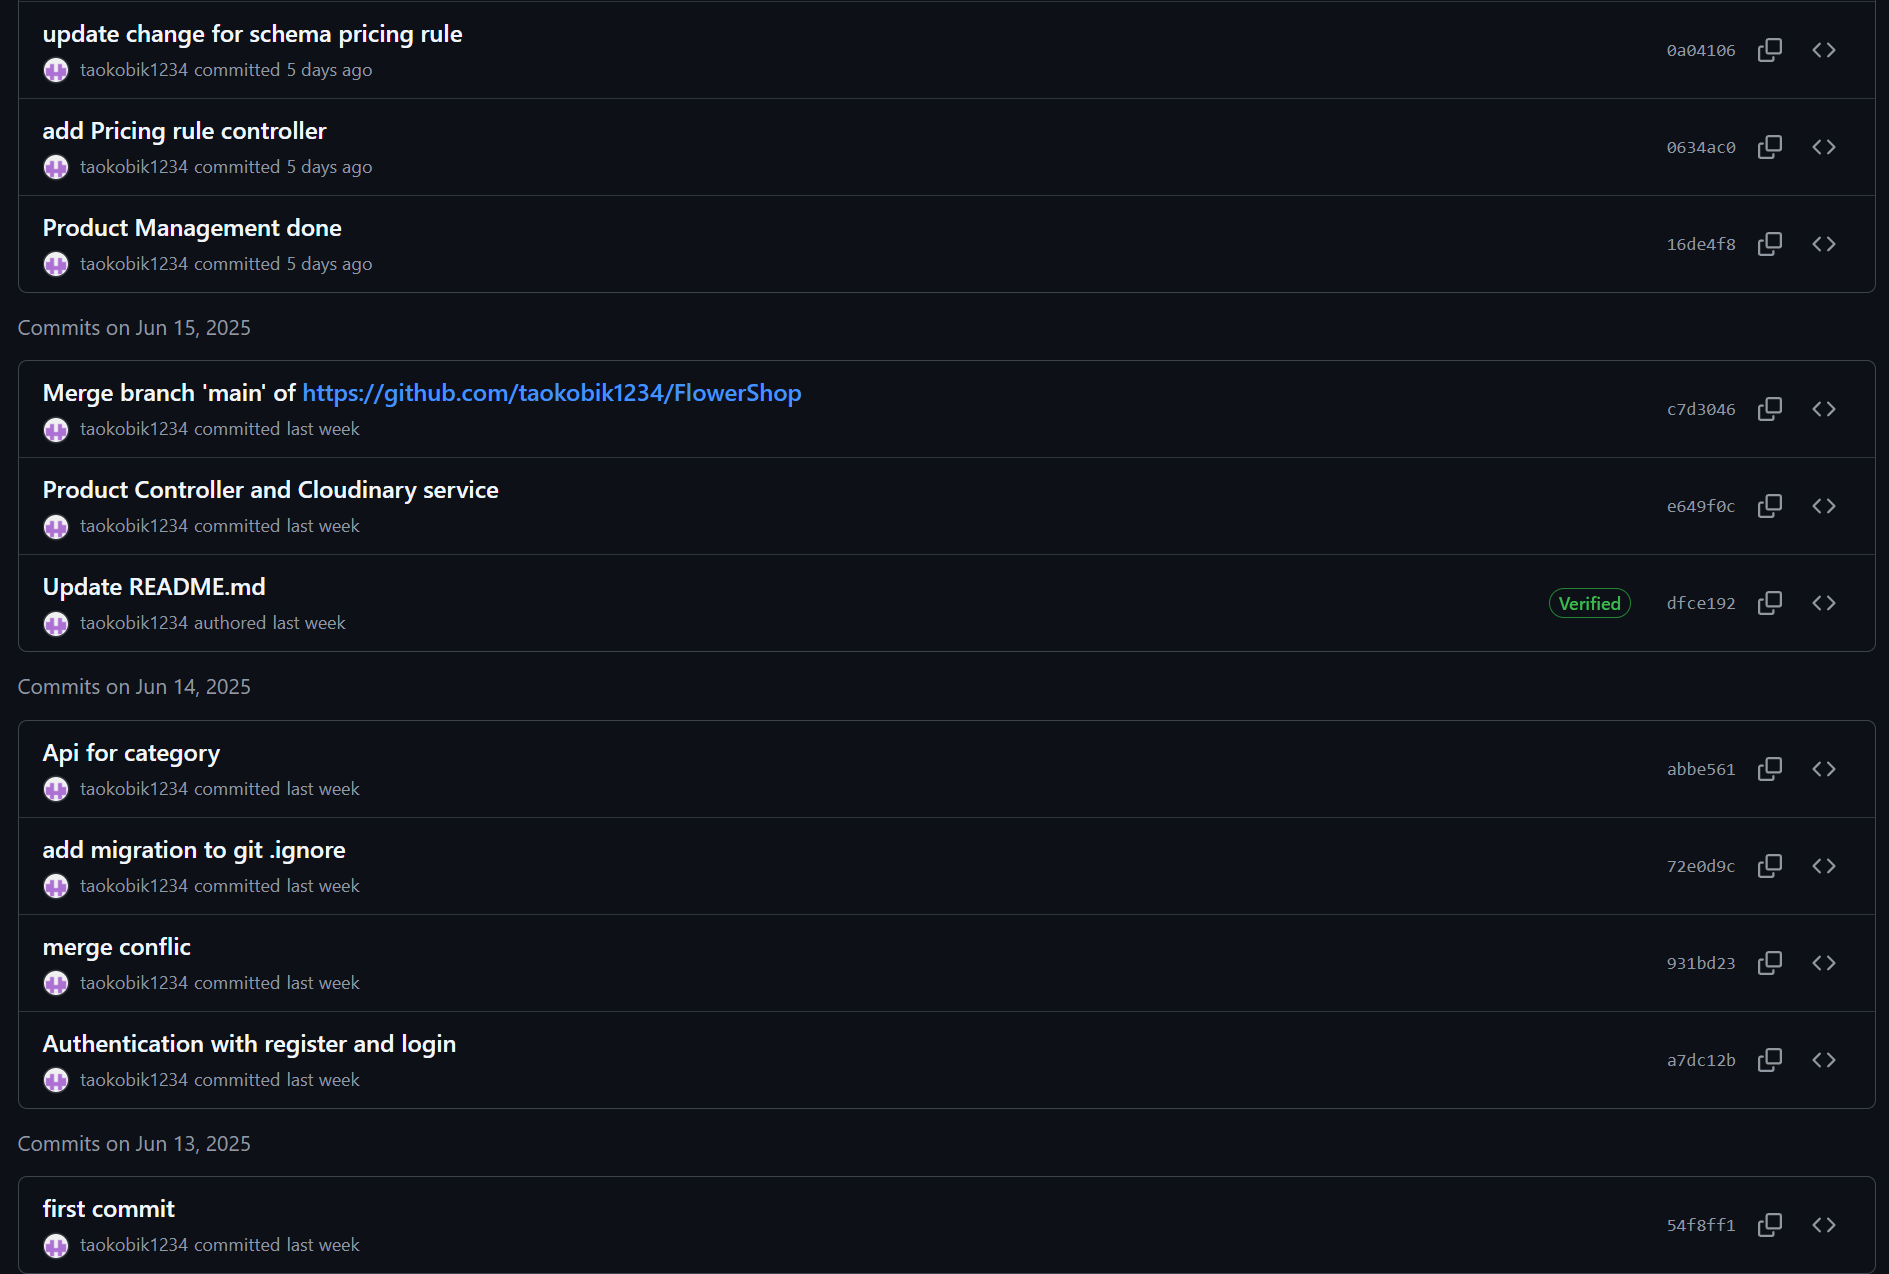 update change for schema pricing rule
taokobik1234 committed 5 days ago
0a04106
add Pricing rule controller
taokobik1234 committed 5 days ago
0634ac0
Product Management done
taokobik1234 committed 5 days ago
16de4f8
Commits on Jun 15, 2025
Merge branch 'main' of https://github.com/taokobik1234/FlowerShop
taokobik1234 committed last week
c7d3046
Product Controller and Cloudinary service
taokobik1234 committed last week
e649f0c
Update README.md
taokobik1234 authored last week
Verified dfce192
Commits on Jun 14, 2025
Api for category
taokobik1234 committed last week
abbe561
add migration to git .ignore
taokobik1234 committed last week
72e0d9c
merge conflic
taokobik1234 committed last week
931bd23
Authentication with register and login
taokobik1234 committed last week
a7dc12b
Commits on Jun 13, 2025
first commit
taokobik1234 committed last week
54f8ff1